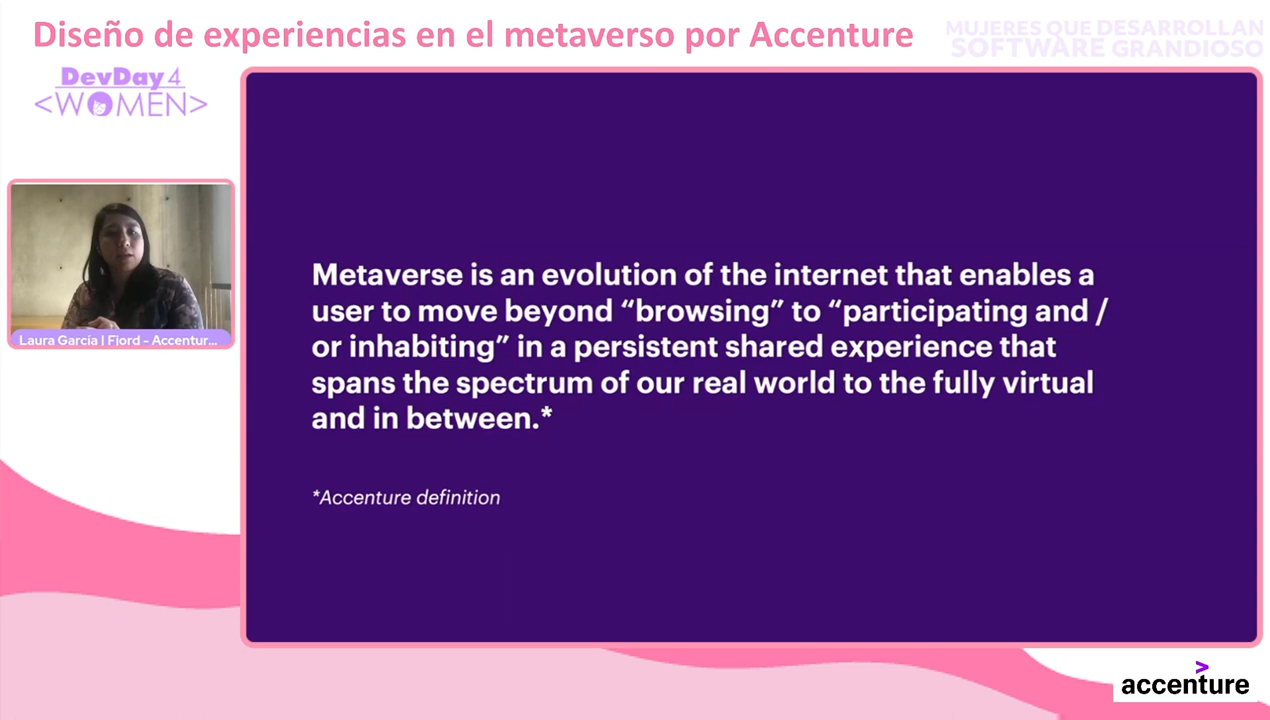 Diseño de experiencias en el metaverso por Accenture
MUJERES QUE DESARROLLAN
SOFTWARE GRANDIOSO
DevDay4
<WOMEN>
Laura García | Fjord - Accentur...
Metaverse is an evolution of the internet that enables a
user to move beyond “browsing” to “participating and /
or inhabiting” in a persistent shared experience that
spans the spectrum of our real world to the fully virtual
and in between.*
*Accenture definition
accenture